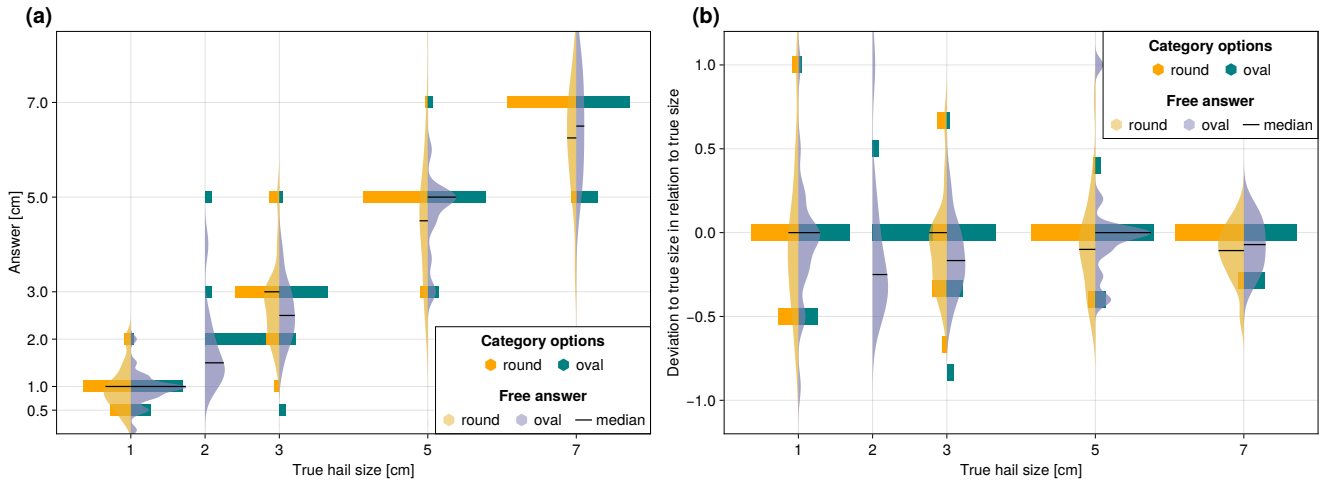 (a)
Answer [cm]
7.0
5.0
3.0
2.0
1.0
0.5
1
2
3
5
7
True hail size [cm]
Category options
round
oval
Free answer
round
oval
median
(b)
Deviation to true size in relation to true size
1.0
0.5
0.0
−0.5
−1.0
1
2
3
5
7
True hail size [cm]
Category options
round
oval
Free answer
round
oval
median